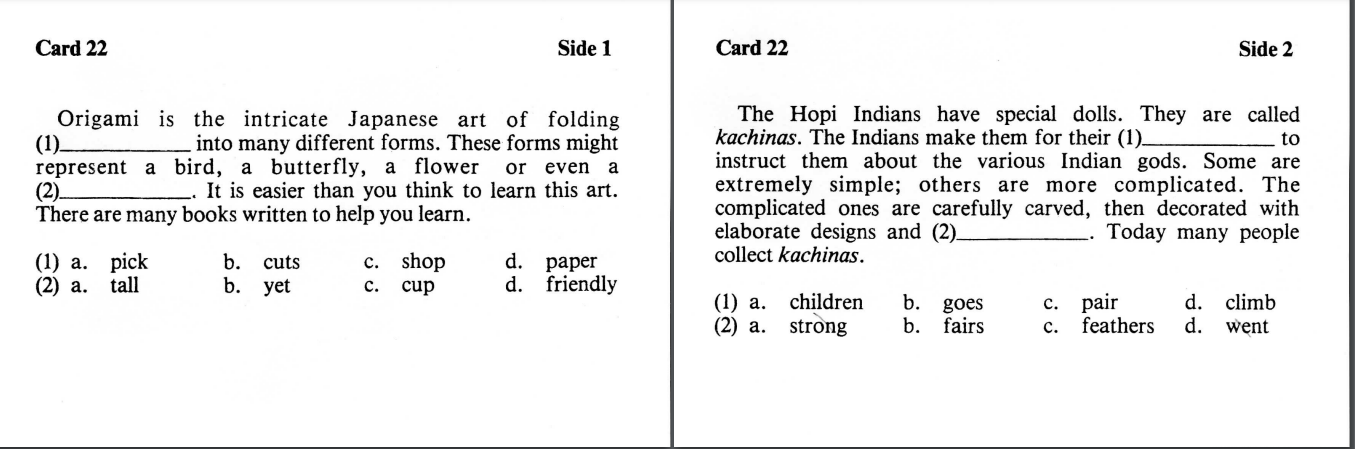 Card 22 Side 1
Origami is the intricate Japanese art of folding
(1)____________ into many different forms. These forms might
represent a bird, a butterfly, a flower or even a
(2)____________. It is easier than you think to learn this art.
There are many books written to help you learn.
(1) a. pick b. cuts c. shop d. paper
(2) a. tall b. yet c. cup d. friendly
Card 22 Side 2
The Hopi Indians have special dolls. They are called
kachinas. The Indians make them for their (1)____________ to
instruct them about the various Indian gods. Some are
extremely simple; others are more complicated. The
complicated ones are carefully carved, then decorated with
elaborate designs and (2)____________. Today many people
collect kachinas.
(1) a. children b. goes c. pair d. climb
(2) a. strong b. fairs c. feathers d. went